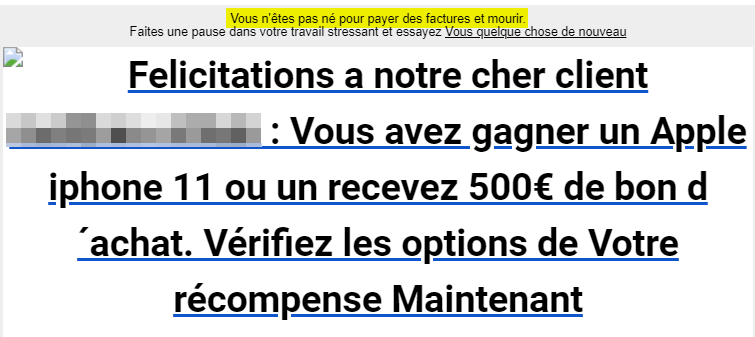 Vous n'êtes pas né pour payer des factures et mourir.
Faites une pause dans votre travail stressant et essayez Vous quelque chose de nouveau
Felicitations a notre cher client
: Vous avez gagner un Apple
iphone 11 ou un recevez 500€ de bon d
´achat. Vérifiez les options de Votre
récompense Maintenant